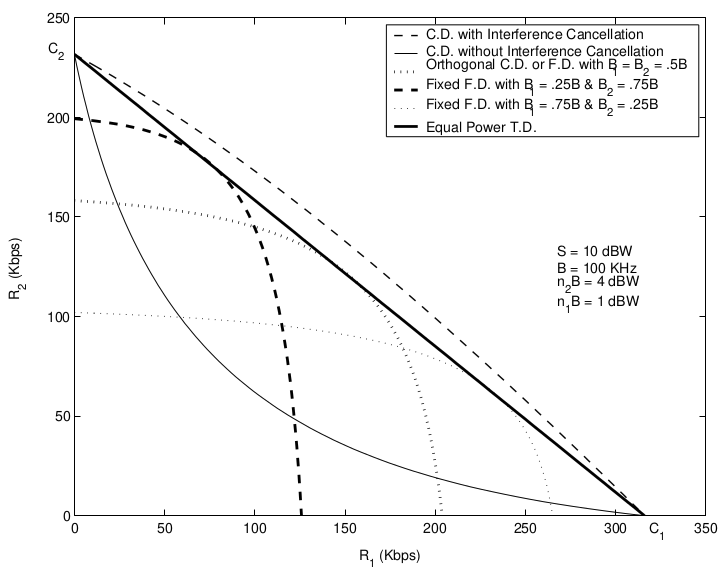 250
C2
200
150
100
50
0
R2 (Kbps)
C.D. with Interference Cancellation
C.D. without Interference Cancellation
Orthogonal C.D. or F.D. with B1 = B2 = .5B
Fixed F.D. with B1 = .25B & B2 = .75B
Fixed F.D. with B1 = .75B & B2 = .25B
Equal Power T.D.
S = 10 dBW
B = 100 KHz
n2B = 4 dBW
n1B = 1 dBW
0 50 100 150 200 250 300 C1 350
R1 (Kbps)